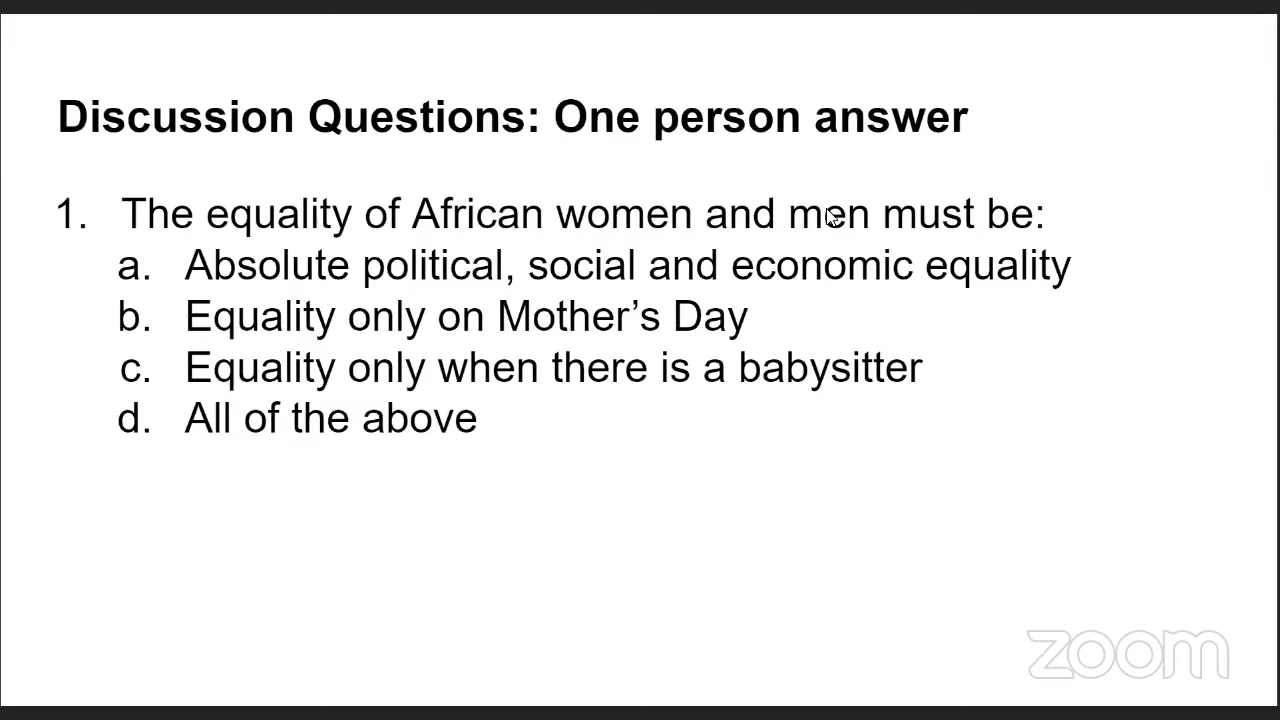 Discussion Questions: One person answer
1. The equality of African women and men must be:
a. Absolute political, social and economic equality
b. Equality only on Mother’s Day
c. Equality only when there is a babysitter
d. All of the above
zoom